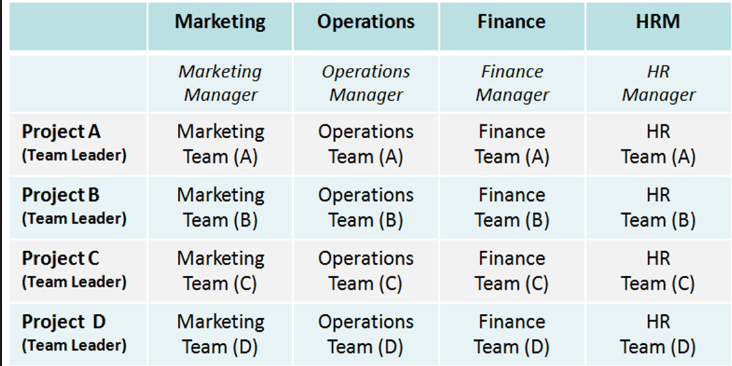 Marketing Operations Finance HRM
Marketing Operations Finance HR
Manager Manager Manager Manager
Project A Marketing Operations Finance HR
(Team Leader) Team (A) Team (A) Team (A) Team (A)
Project B Marketing Operations Finance HR
(Team Leader) Team (B) Team (B) Team (B) Team (B)
Project C Marketing Operations Finance HR
(Team Leader) Team (C) Team (C) Team (C) Team (C)
Project D Marketing Operations Finance HR
(Team Leader) Team (D) Team (D) Team (D) Team (D)